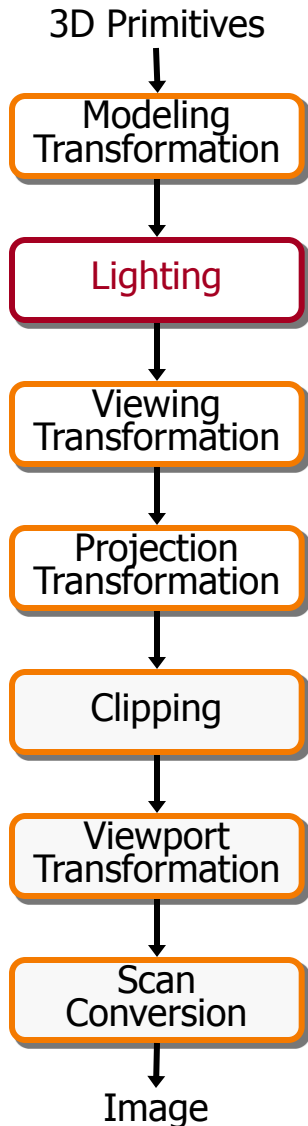 3D Primitives
Modeling
Transformation
Lighting
Viewing
Transformation
Projection
Transformation
Clipping
Viewport
Transformation
Scan
Conversion
Image